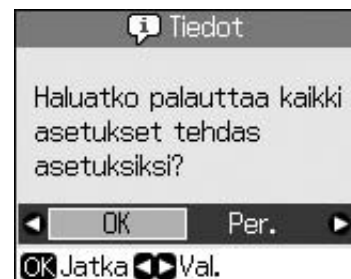 Tiedot
Haluatko palauttaa kaikki
asetukset tehdas
asetuksiksi?
OK Per.
OK Jatka Val.